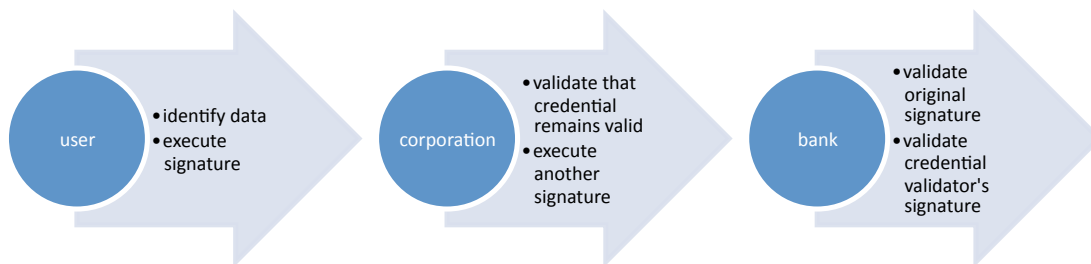 user
•identify data
•execute
signature
corporation
•validate that
credential
remains valid
•execute
another
signature
bank
•validate
original
signature
•validate
credential
validator's
signature